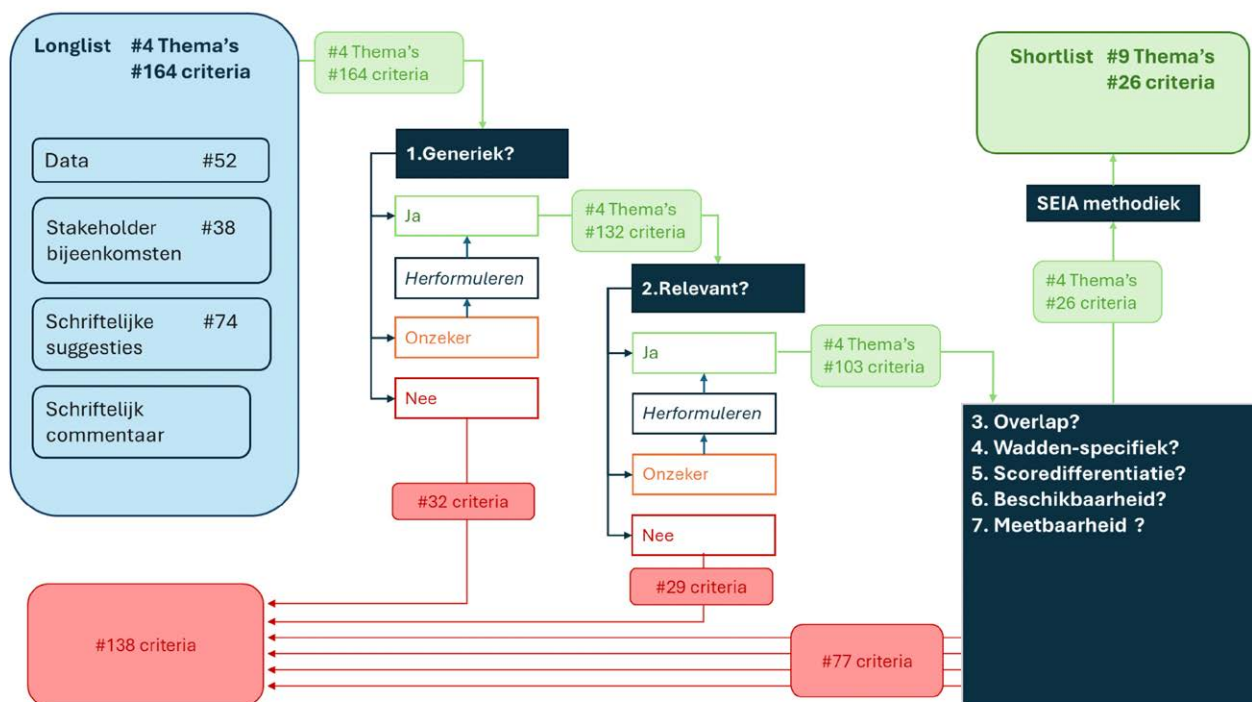 Longlist #4 Thema's
#164 criteria
Data #52
Stakeholder #38
bijeenkomsten
Schriftelijke #74
suggesties
Schriftelijk
commentaar
#4 Thema's
#164 criteria
1.Generiek?
Ja
Herformuleren
Onzeker
Nee
#32 criteria
#4 Thema's
#132 criteria
2.Relevant?
Ja
Herformuleren
Onzeker
Nee
#29 criteria
#4 Thema's
#103 criteria
3. Overlap?
4. Wadden-specifiek?
5. Scoredifferentiatie?
6. Beschikbaarheid?
7. Meetbaarheid ?
#77 criteria
#138 criteria
#4 Thema's
#26 criteria
SEIA methodiek
Shortlist #9 Thema's
#26 criteria